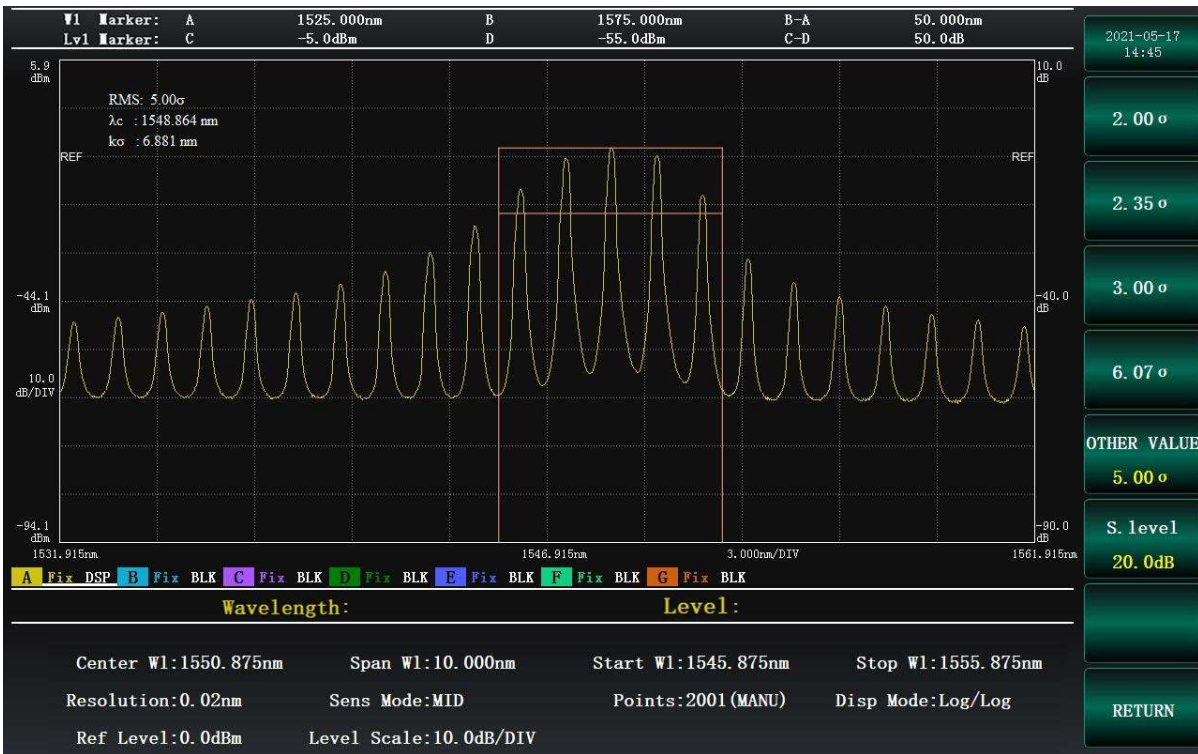 Wl Marker: A 1525.000nm B 1575.000nm B-A 50.000nm
Lvl Marker: C -5.0dBm D -55.0dBm C-D 50.0dB
2021-05-17
14:45
5.9
dBm
10.0
dB
RMS: 5.00σ
λc : 1548.864 nm
kσ : 6.881 nm
REF
REF
2.00σ
2.35σ
3.00σ
-44.1
dBm
-40.0
dB
6.07σ
10.0
dB/DIV
OTHER VALUE
5.00σ
-94.1
dBm
-90.0
dB
S.level
20.0dB
1531.915nm 1546.915nm 3.000nm/DIV 1561.915nm
A Fix DSP B Fix BLK C Fix BLK D Fix BLK E Fix BLK F Fix BLK G Fix BLK
Wavelength: Level:
Center Wl:1550.875nm Span Wl:10.000nm Start Wl:1545.875nm Stop Wl:1555.875nm
Resolution:0.02nm Sens Mode:MID Points:2001(MANU) Disp Mode:Log/Log
Ref Level:0.0dBm Level Scale:10.0dB/DIV
RETURN